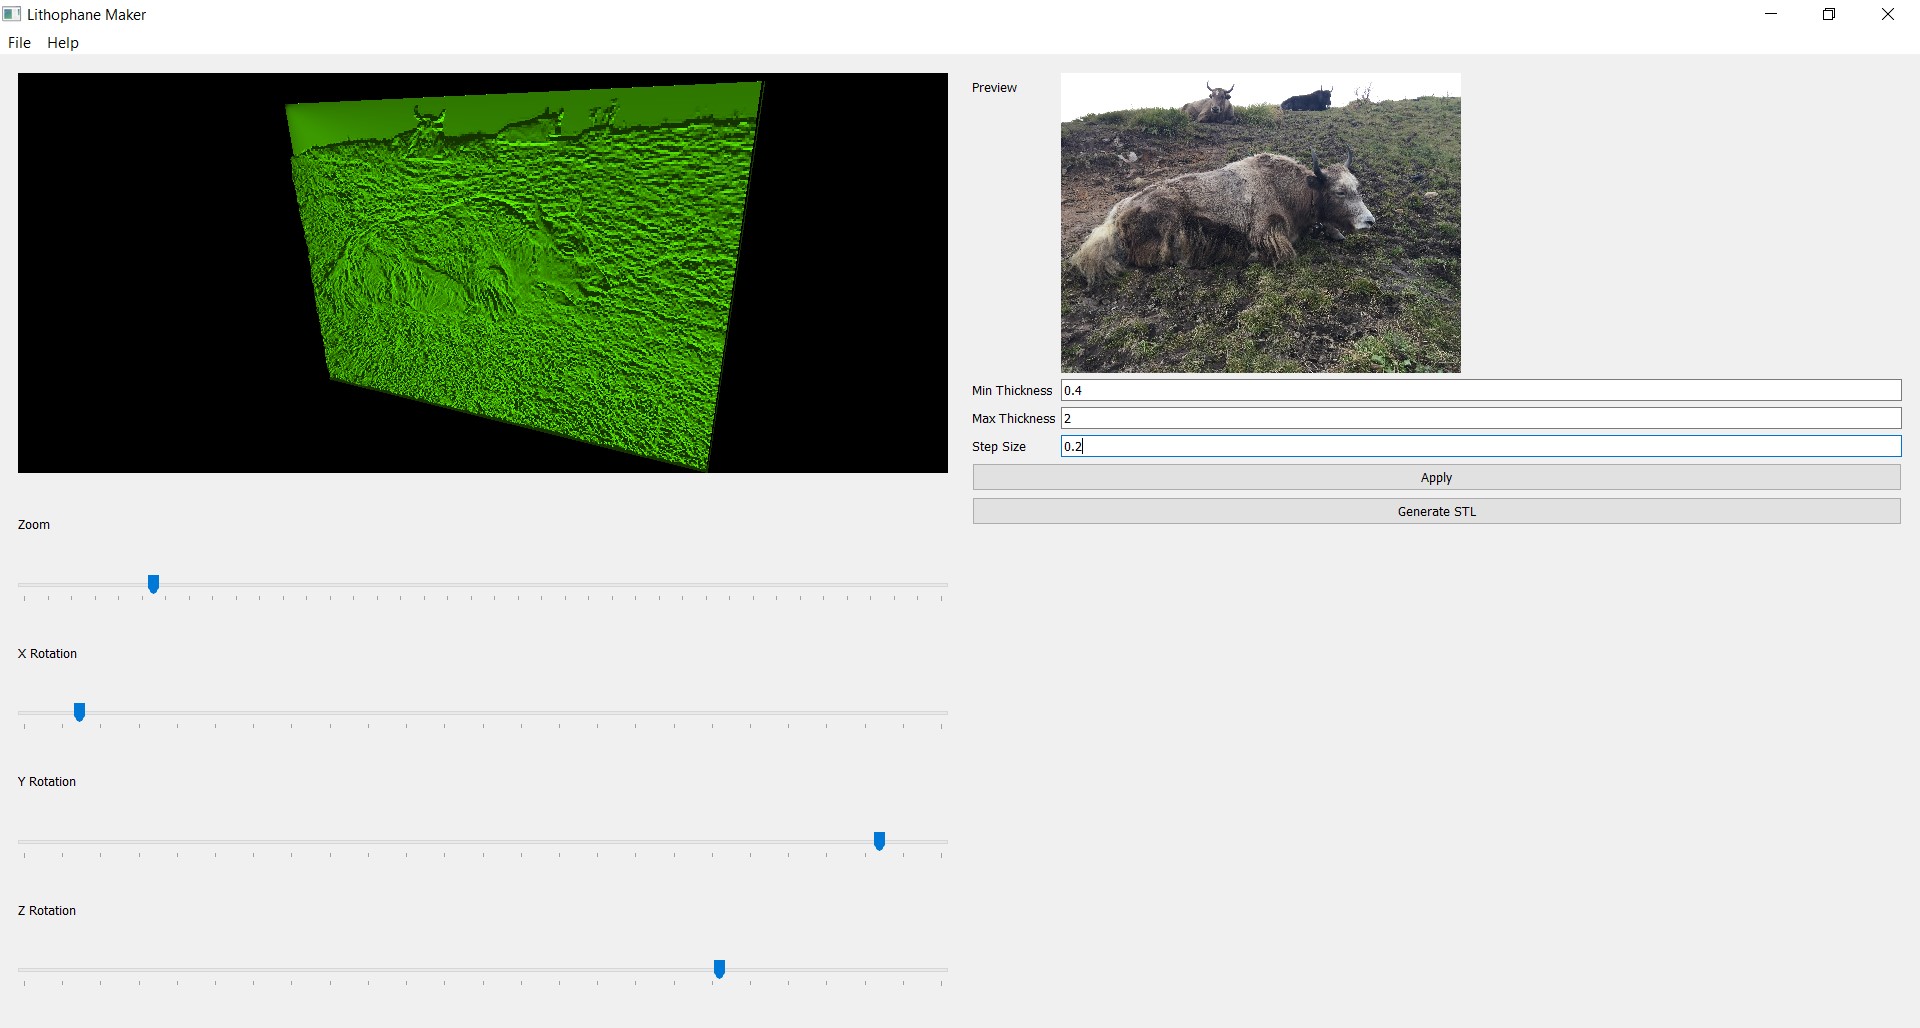 Lithophane Maker
File Help
Preview
Min Thickness 0.4
Max Thickness 2
Step Size 0.2
Apply
Generate STL
Zoom
X Rotation
Y Rotation
Z Rotation